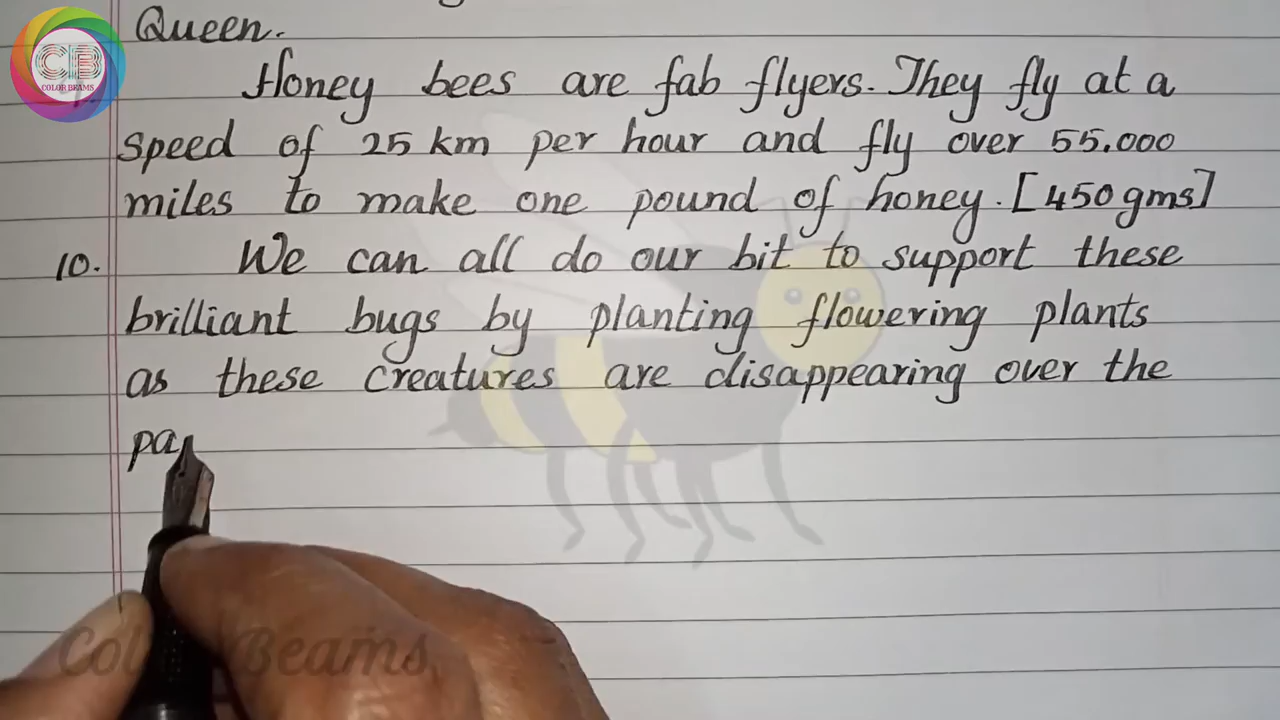 Queen.
Honey bees are fab flyers. They fly at a
speed of 25 km per hour and fly over 55.000
miles to make one pound of honey. [450 gms]
10. We can all do our bit to support these
brilliant bugs by planting flowering plants
as these creatures are disappearing over the
pa
CB
COLOR BEAMS
Color Beams